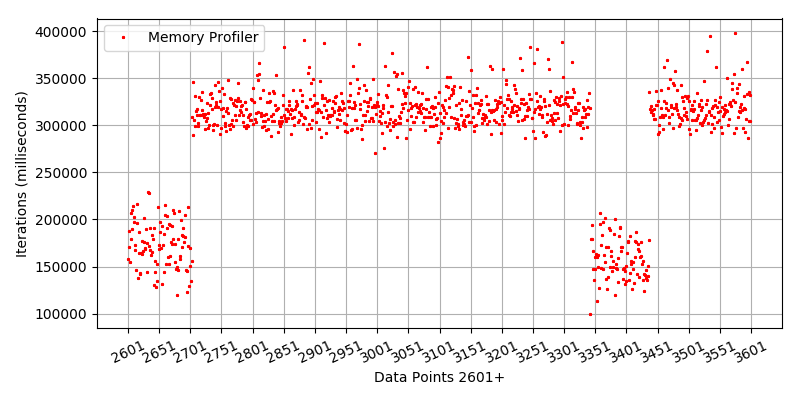 Memory Profiler
Iterations (milliseconds)
400000
350000
300000
250000
200000
150000
100000
2601 2651 2701 2751 2801 2851 2901 2951 3001 3051 3101 3151 3201 3251 3301 3351 3401 3451 3501 3551 3601
Data Points 2601+